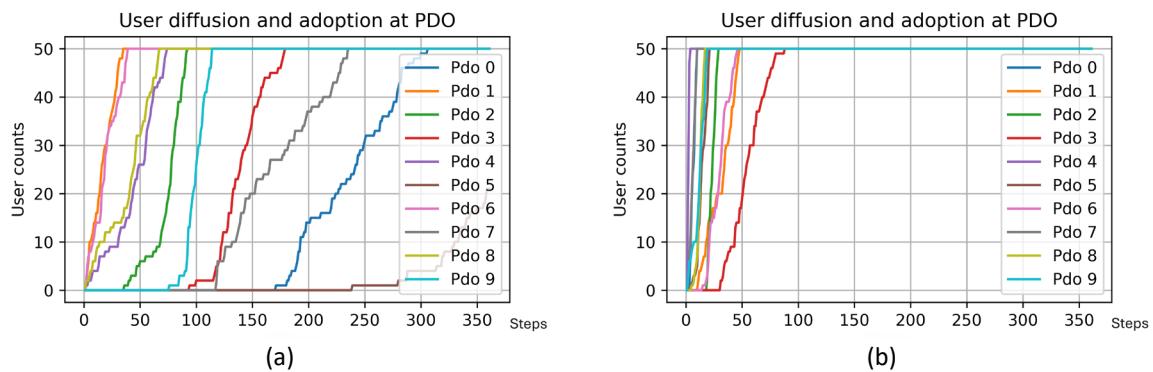 User diffusion and adoption at PDO
User counts
50
40
30
20
10
0
0 50 100 150 200 250 300 350 Steps
Pdo 0
Pdo 1
Pdo 2
Pdo 3
Pdo 4
Pdo 5
Pdo 6
Pdo 7
Pdo 8
Pdo 9
(a)
User diffusion and adoption at PDO
User counts
50
40
30
20
10
0
0 50 100 150 200 250 300 350 Steps
Pdo 0
Pdo 1
Pdo 2
Pdo 3
Pdo 4
Pdo 5
Pdo 6
Pdo 7
Pdo 8
Pdo 9
(b)